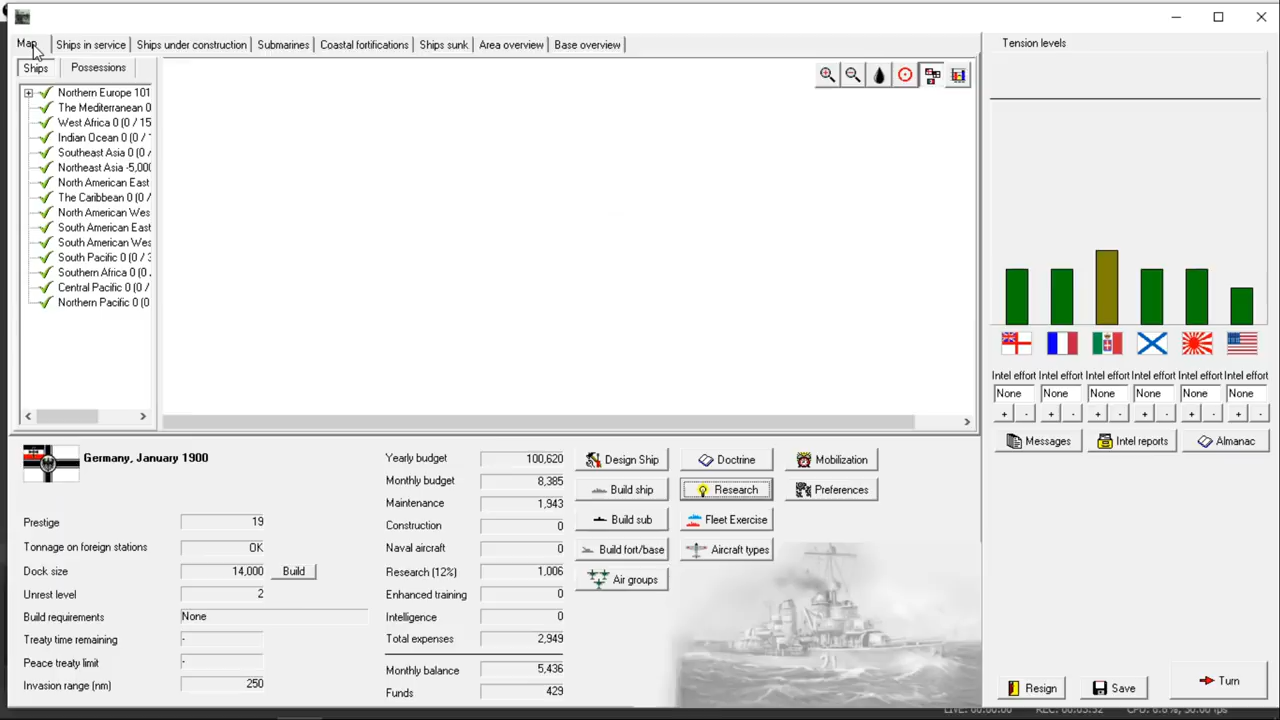 Map
Ships in service
Ships under construction
Submarines
Coastal fortifications
Ships sunk
Area overview
Base overview
Tension levels
Ships
Possessions
Northern Europe 101
The Mediterranean 0
West Africa 0 (0 / 15
Indian Ocean 0 (0 /
Southeast Asia 0 (0 /
Northeast Asia -5,000
North American East
The Caribbean 0 (0 /
North American Wes
South American East
South American Wes
South Pacific 0 (0 / 3
Southern Africa 0 (0
Central Pacific 0 (0 /
Northern Pacific 0 (0
Intel effort Intel effort Intel effort Intel effort Intel effort Intel effort
None None None None None None
+ - + - + - + - + - + -
Messages
Intel reports
Almanac
Germany, January 1900
Prestige 19
Tonnage on foreign stations OK
Dock size 14,000 Build
Unrest level 2
Build requirements None
Treaty time remaining -
Peace treaty limit -
Invasion range (nm) 250
Yearly budget 100,620
Monthly budget 8,385
Maintenance 1,943
Construction 0
Naval aircraft 0
Research (12%) 1,006
Enhanced training 0
Intelligence 0
Total expenses 2,949
Monthly balance 5,436
Funds 429
Design Ship
Doctrine
Mobilization
Build ship
Research
Preferences
Build sub
Fleet Exercise
Build fort/base
Aircraft types
Air groups
Resign
Save
Turn